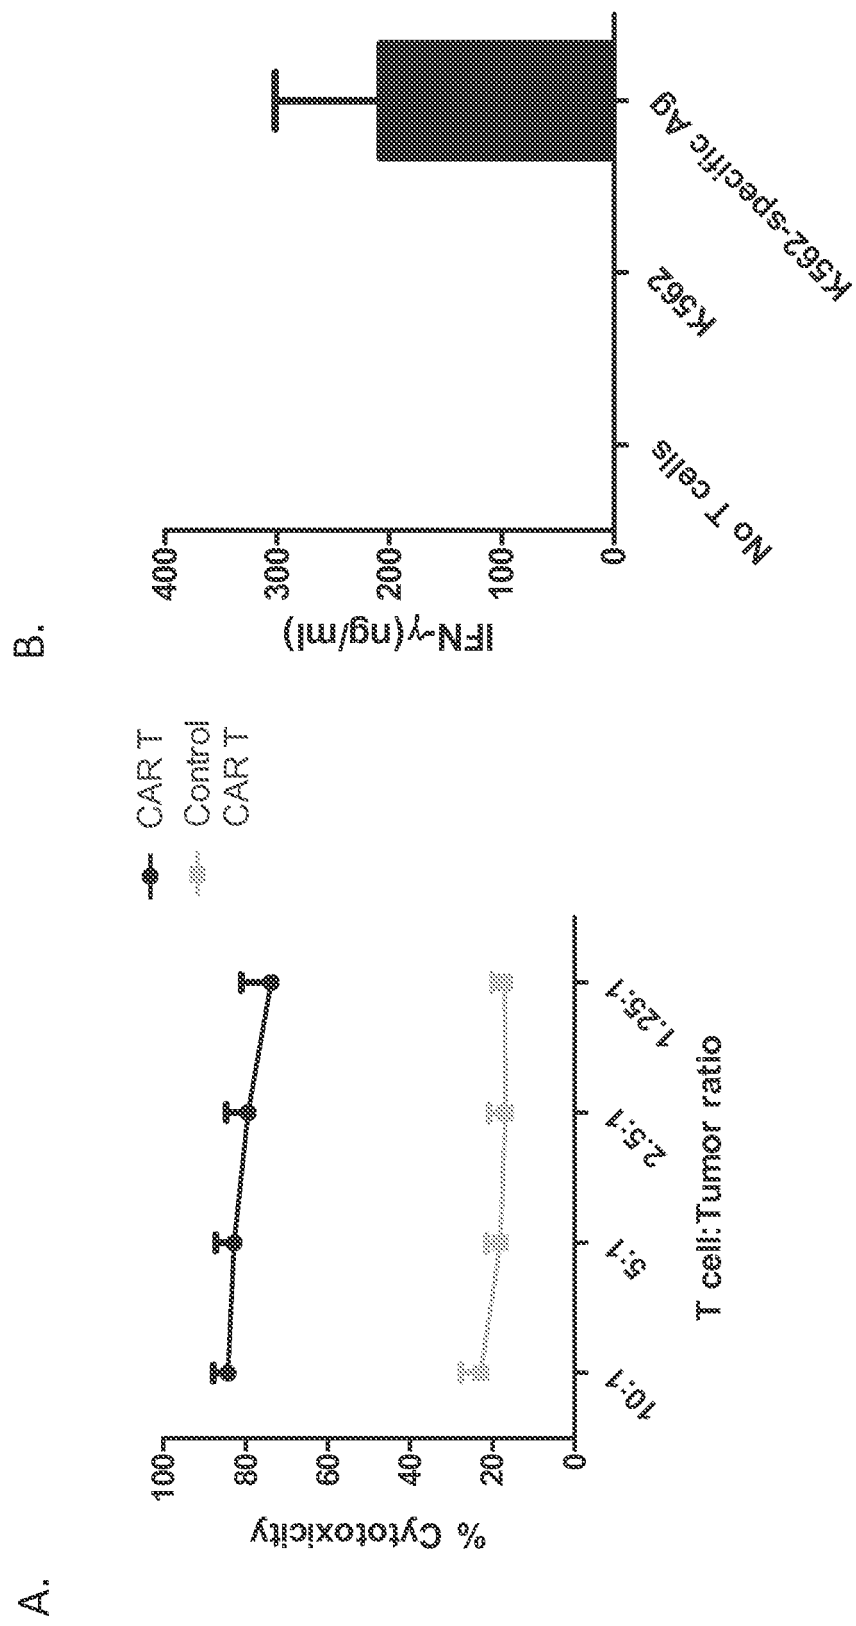 A.
% Cytotoxicity
100
80
60
40
20
0
10:1
5:1
2.5:1
1.25:1
T cell:Tumor ratio
CAR T
Control
CAR T
B.
IFN-γ(ng/ml)
400
300
200
100
0
No T cells
K562
K562-specific Ag